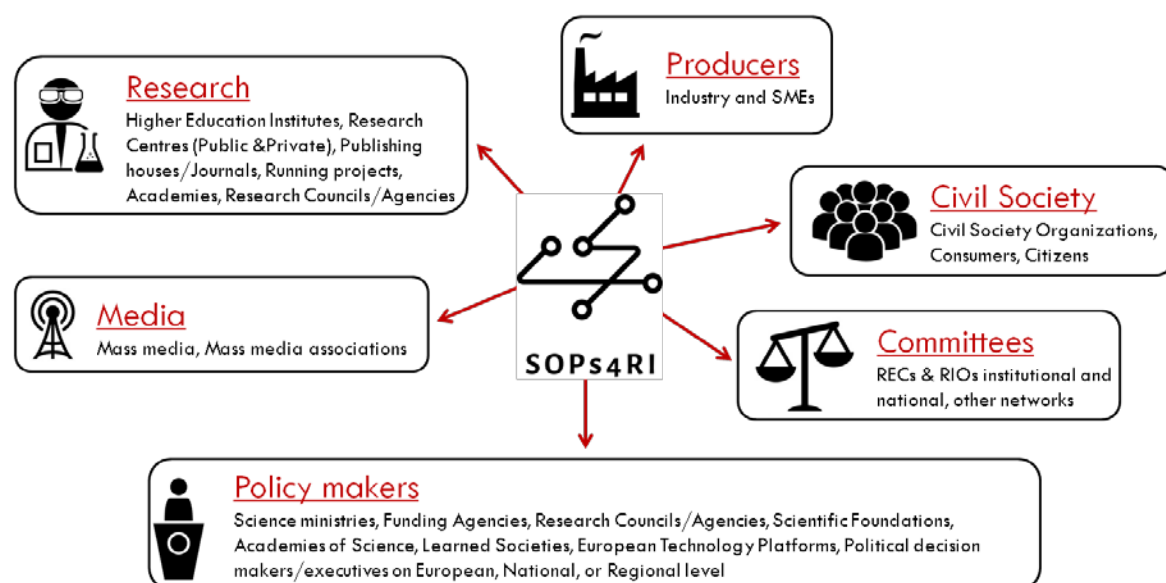 Research
Higher Education Institutes, Research
Centres (Public &Private), Publishing
houses/Journals, Running projects,
Academies, Research Councils/Agencies
Producers
Industry and SMEs
Civil Society
Civil Society Organizations,
Consumers, Citizens
Media
Mass media, Mass media associations
SOPs4RI
Committees
RECs & RIOs institutional and
national, other networks
Policy makers
Science ministries, Funding Agencies, Research Councils/Agencies, Scientific Foundations,
Academies of Science, Learned Societies, European Technology Platforms, Political decision
makers/executives on European, National, or Regional level